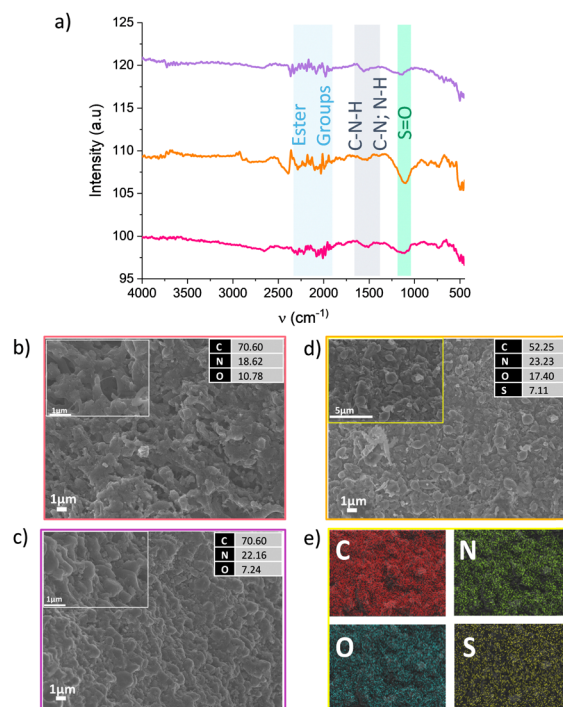 a)
Intensity (a.u)
125
120
115
110
105
100
95
Ester
Groups
C-N-H
C-N; N-H
S=O
4000 3500 3000 2500 2000 1500 1000 500
ν (cm⁻¹)
b)
1μm
C 70.60
N 18.62
O 10.78
1μm
d)
5μm
C 52.25
N 23.23
O 17.40
S 7.11
1μm
c)
1μm
C 70.60
N 22.16
O 7.24
1μm
e)
C
N
O
S